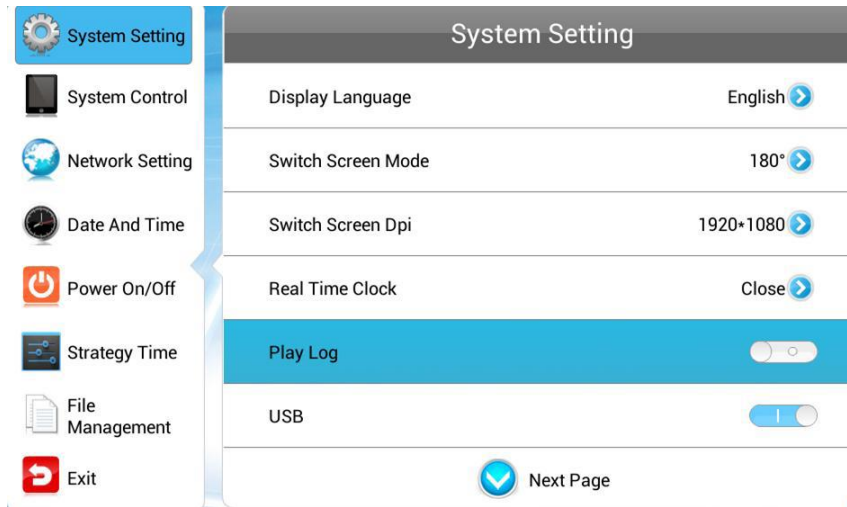 System Setting
System Control
Network Setting
Date And Time
Power On/Off
Strategy Time
File
Management
Exit
System Setting
Display Language English
Switch Screen Mode 180°
Switch Screen Dpi 1920*1080
Real Time Clock Close
Play Log
USB
Next Page